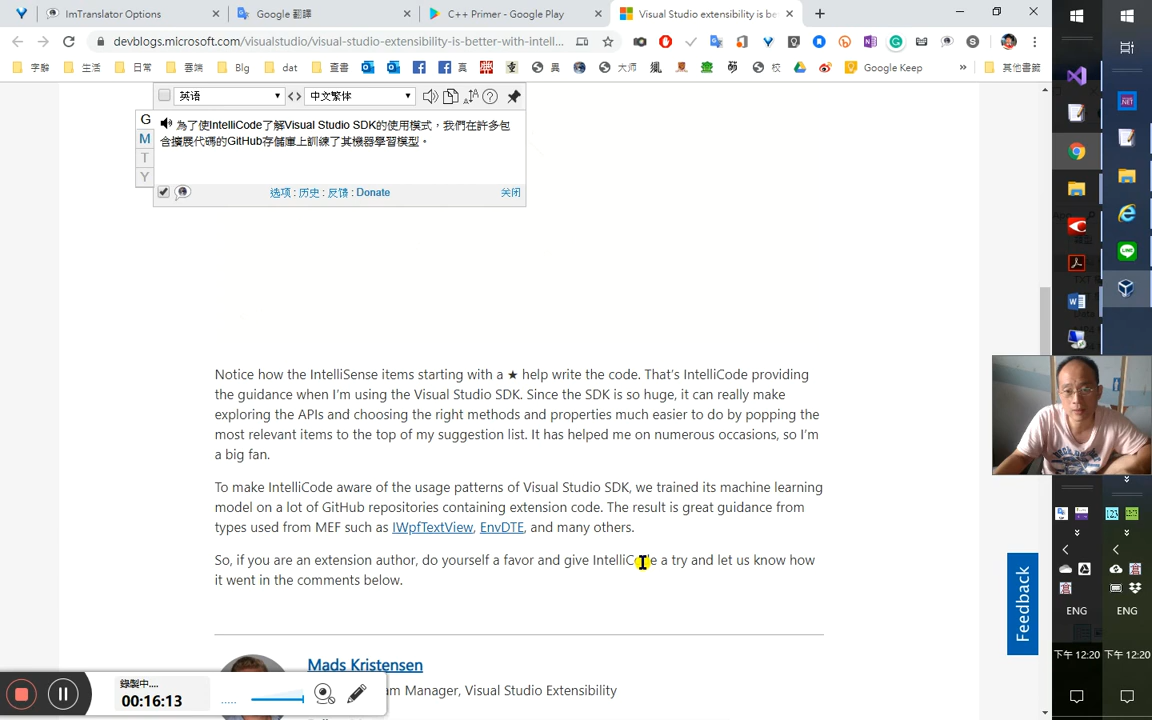 ImTranslator Options
Google 翻譯
C++ Primer - Google Play
Visual Studio extensibility is be
devblogs.microsoft.com/visualstudio/visual-studio-extensibility-is-better-with-intell...
字辭
生活
日常
雲端
Blg
dat
查書
真
異
大师
校
Google Keep
»
其他書籤
英语
中文繁体
G
M
T
Y
為了使IntelliCode了解Visual Studio SDK的使用模式，我們在許多包
含擴展代碼的GitHub存儲庫上訓練了其機器學習模型。
选项 : 历史 : 反馈 : Donate
关闭
Notice how the IntelliSense items starting with a ★ help write the code. That's IntelliCode providing
the guidance when I'm using the Visual Studio SDK. Since the SDK is so huge, it can really make
exploring the APIs and choosing the right methods and properties much easier to do by popping the
most relevant items to the top of my suggestion list. It has helped me on numerous occasions, so I'm
a big fan.
To make IntelliCode aware of the usage patterns of Visual Studio SDK, we trained its machine learning
model on a lot of GitHub repositories containing extension code. The result is great guidance from
types used from MEF such as IWpfTextView, EnvDTE, and many others.
So, if you are an extension author, do yourself a favor and give IntelliCode a try and let us know how
it went in the comments below.
Mads Kristensen
am Manager, Visual Studio Extensibility
錄製中....
00:16:13
Feedback
ENG
ENG
下午 12:20
下午 12:20